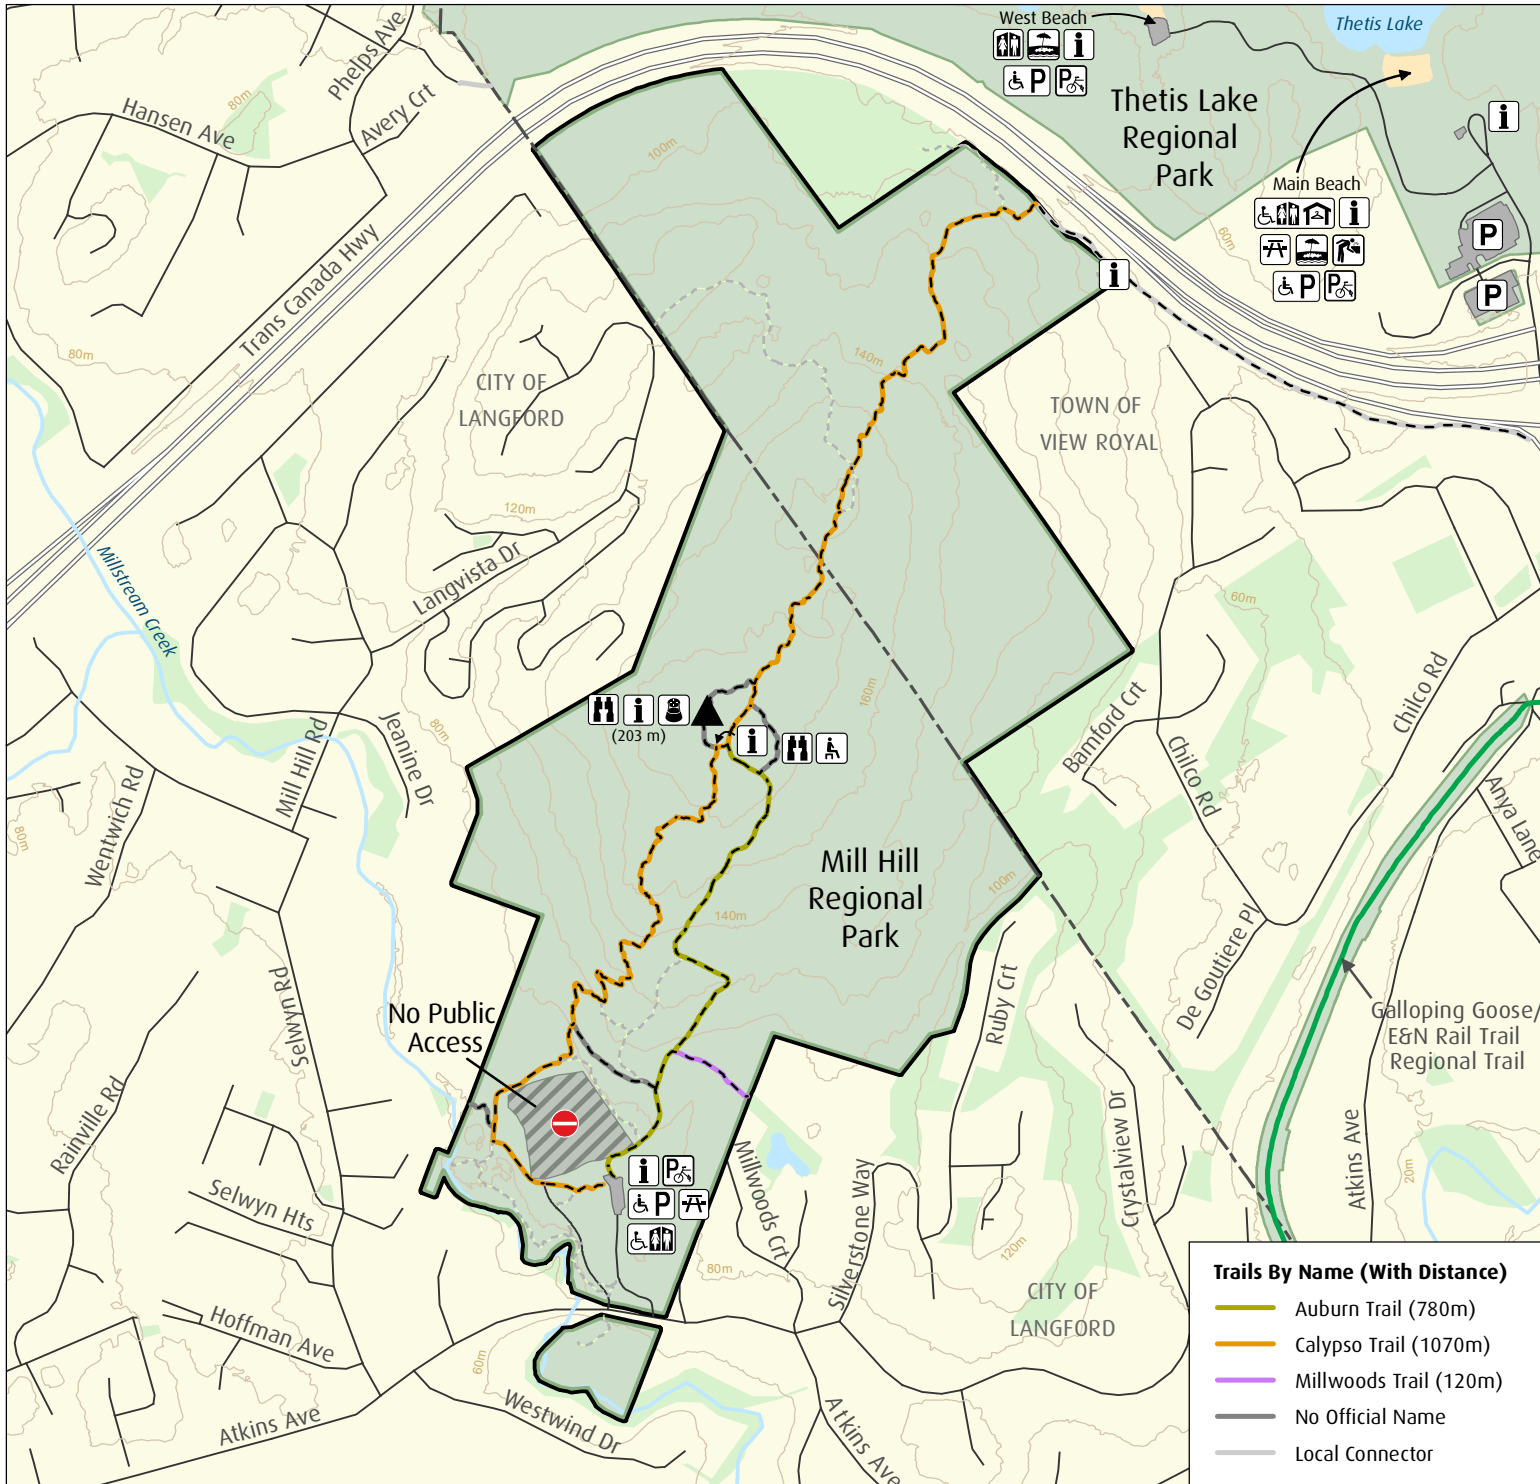 West Beach
Thetis Lake
P
P
Thetis Lake
Regional
Park
Main Beach
P
P
P
P
Phelps Ave
Hansen Ave
Avery Crt
80m
100m
60m
Trans Canada Hwy
80m
CITY OF
LANGFORD
140m
TOWN OF
VIEW ROYAL
120m
Langvista Dr
Millstream Creek
60m
160m
Chilco Rd
Bamford Crt
Chilco Rd
(203 m)
80m
Jeanine Dr
Mill Hill Rd
Wentwich Rd
80m
Anya Lane
Mill Hill
Regional
Park
100m
140m
De Goutiere Pl
Ruby Crt
Selwyn Rd
No Public
Access
Galloping Goose/
E&N Rail Trail
Regional Trail
Rainville Rd
Crystalview Dr
Atkins Ave
20m
Millwoods Crt
Silverstone Way
P
P
Selwyn Hts
120m
80m
CITY OF
LANGFORD
Hoffman Ave
60m
Westwind Dr
Atkins Ave
Atkins Ave
Trails By Name (With Distance)
Auburn Trail (780m)
Calypso Trail (1070m)
Millwoods Trail (120m)
No Official Name
Local Connector